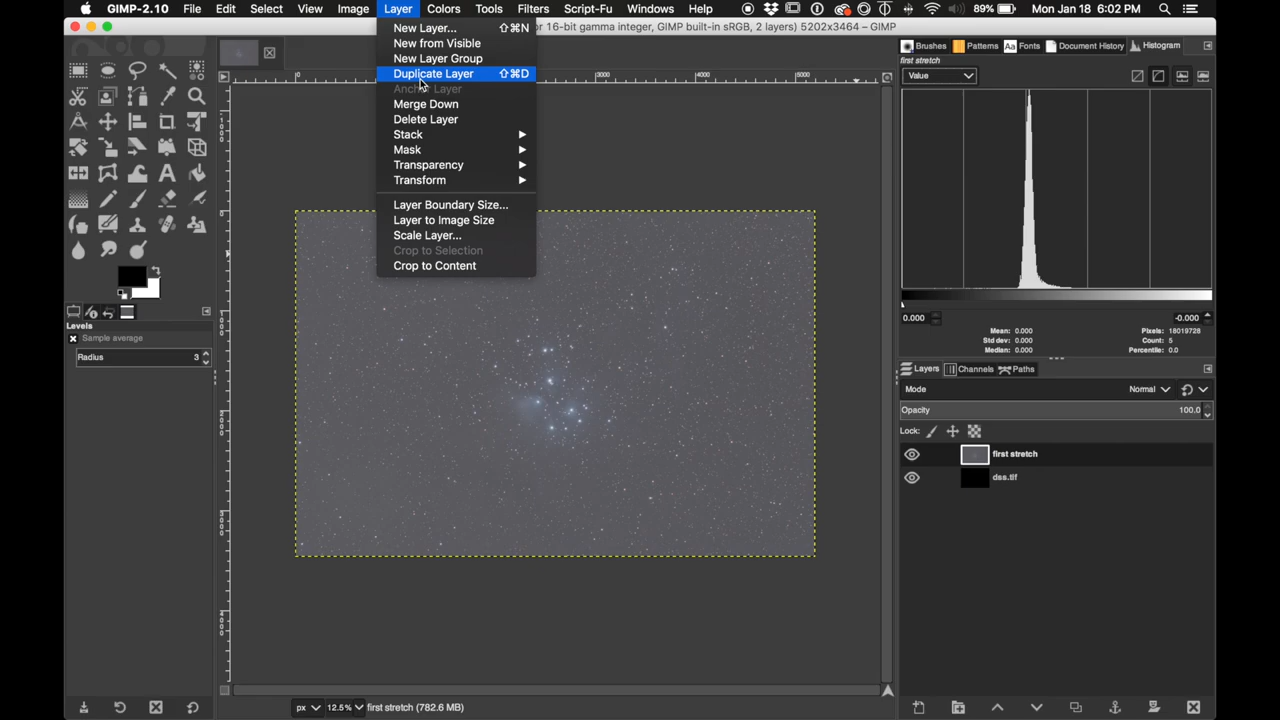 GIMP-2.10 File Edit Select View Image Layer Colors Tools Filters Script-Fu Windows Help 89% Mon Jan 18 6:02 PM
or 16-bit gamma integer, GIMP built-in sRGB, 2 layers) 5202x3464 – GIMP
New Layer... ⇧⌘N
New from Visible
New Layer Group
Duplicate Layer ⇧⌘D
Anch Layer
Merge Down
Delete Layer
Stack
Mask
Transparency
Transform
Layer Boundary Size...
Layer to Image Size
Scale Layer...
Crop to Selection
Crop to Content
Brushes Patterns Aa Fonts Document History Histogram
first stretch
Value
0.000 -0.000
Mean: 0.000 Pixels: 18019728
Std dev: 0.000 Count: 5
Median: 0.000 Percentile: 0.0
Layers Channels Paths
Mode Normal
Opacity 100.0
Lock:
first stretch
dss.tif
Levels
Sample average
Radius 3
0 3000 5000
px 12.5% first stretch (782.6 MB)